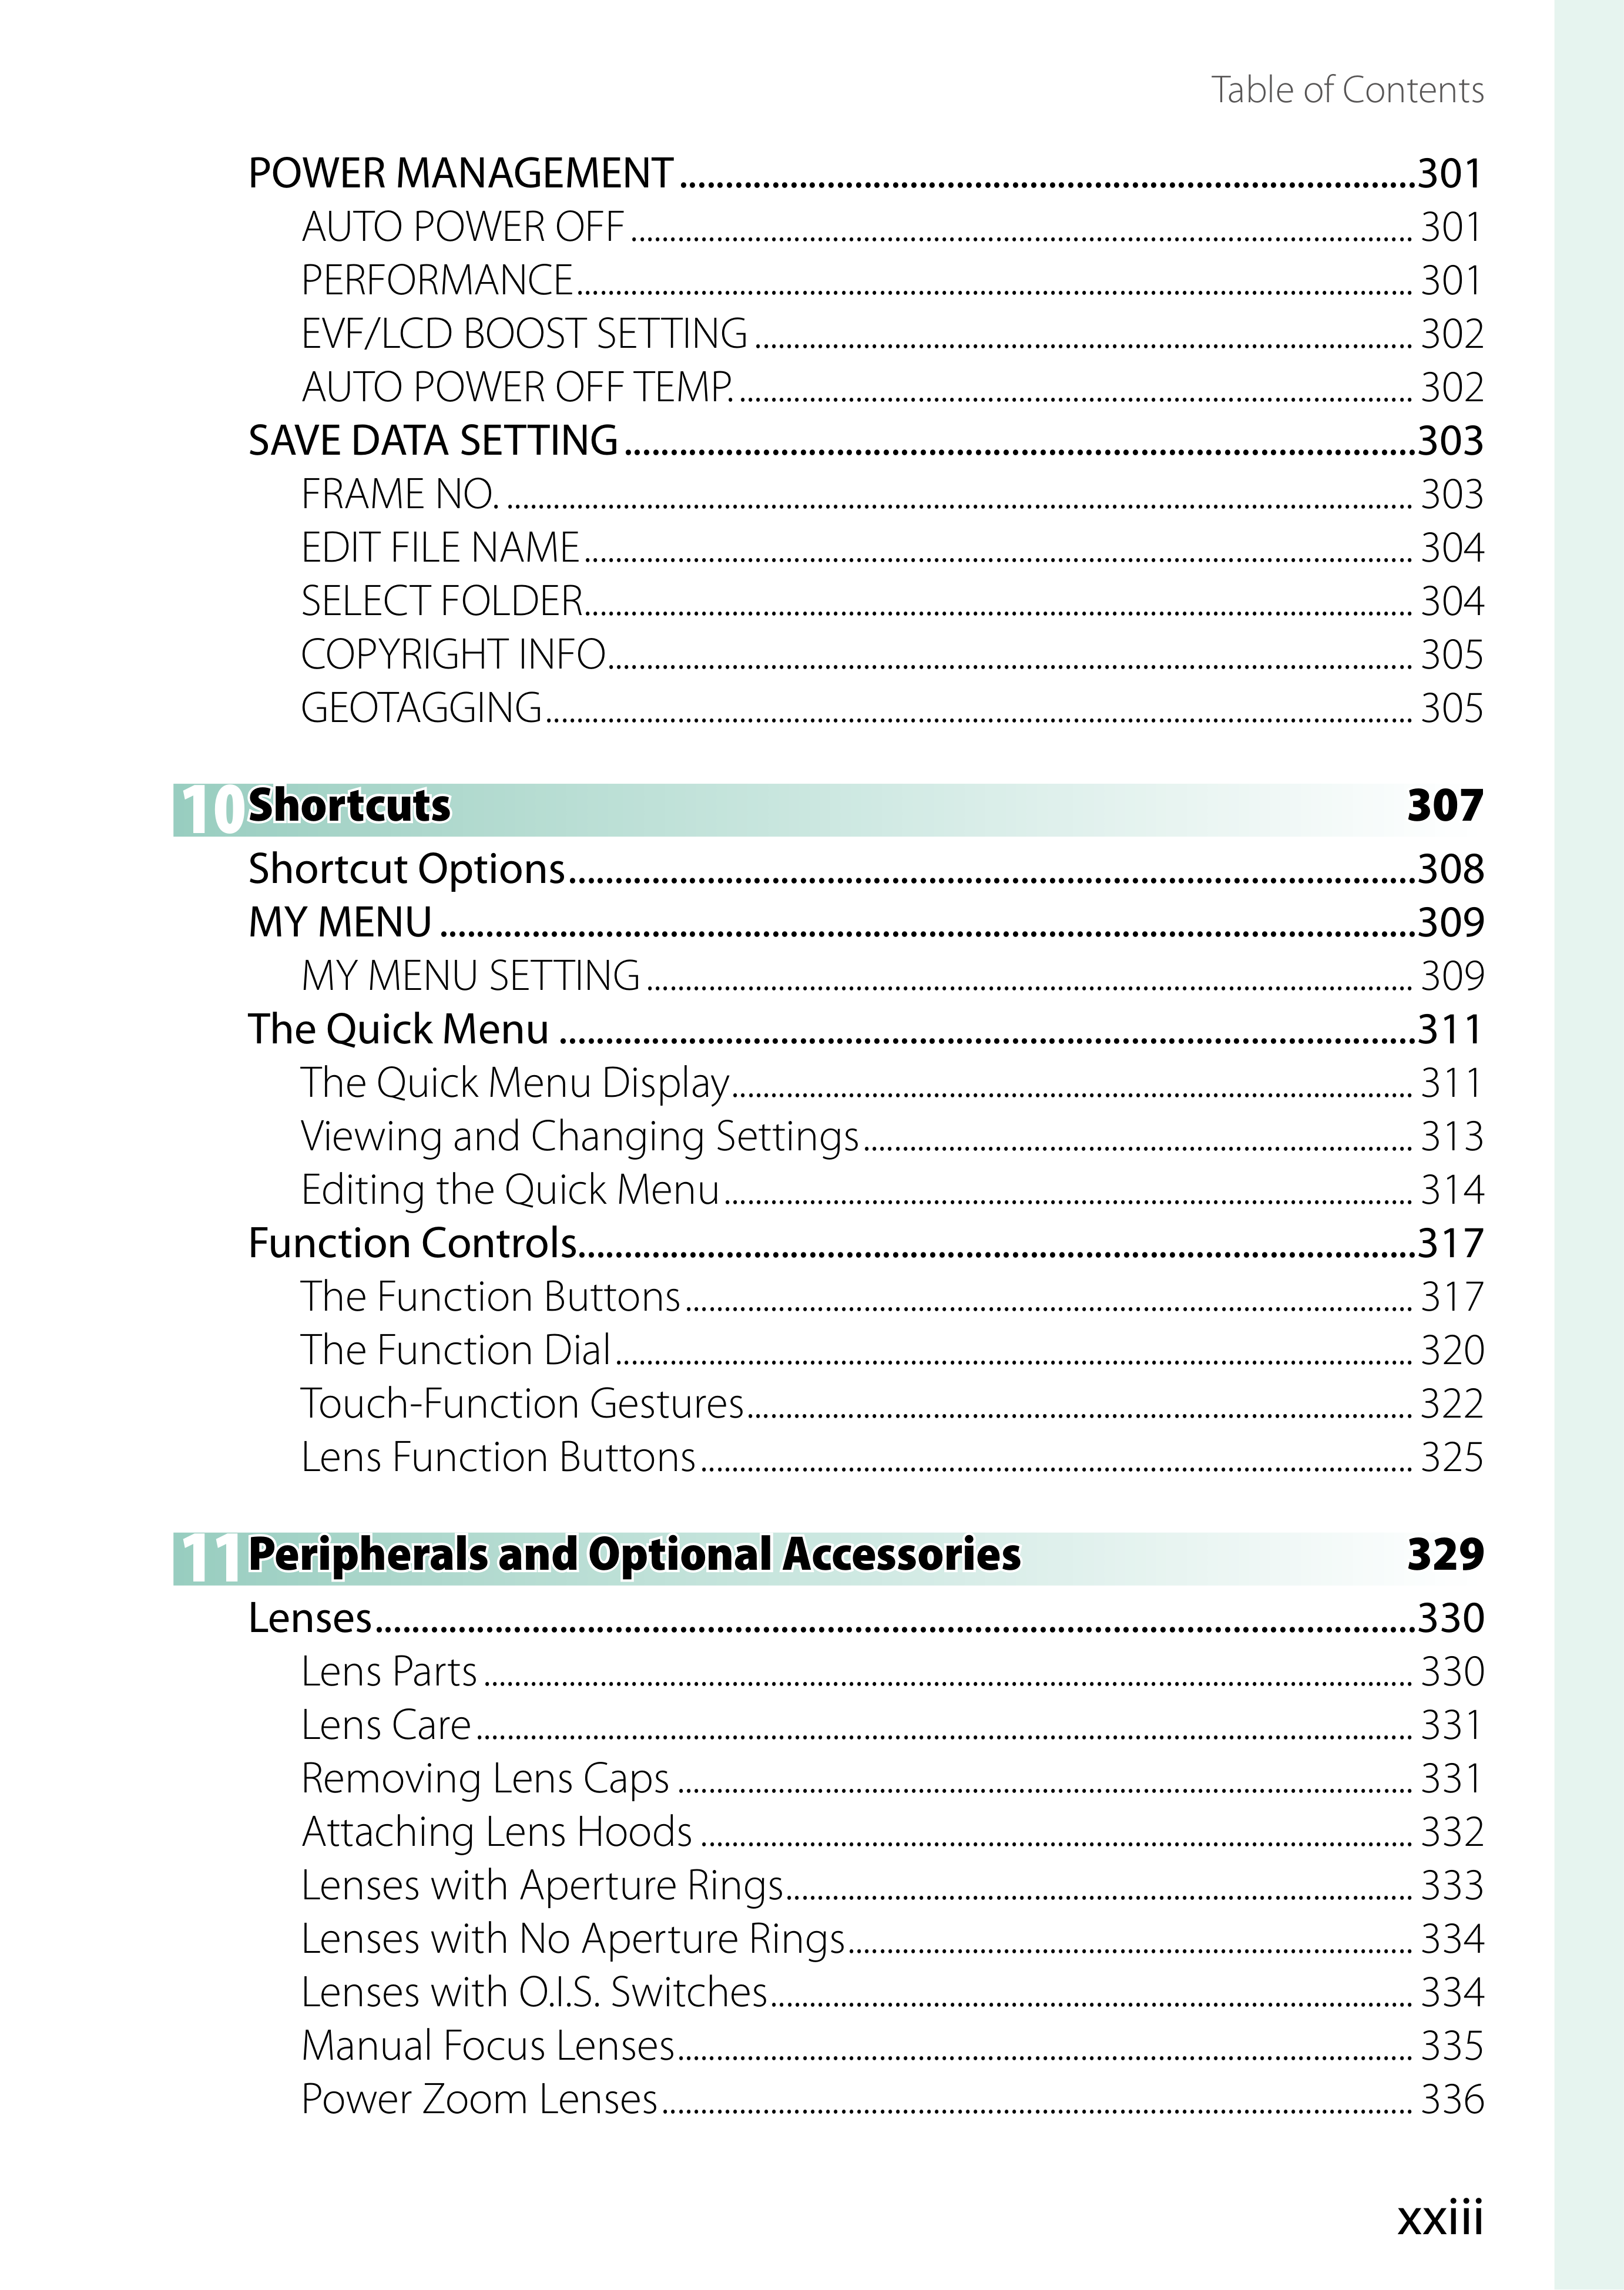 Table of Contents
POWER MANAGEMENT ................................................................................301
AUTO POWER OFF ................................................................................ 301
PERFORMANCE................................................................................ 301
EVF/LCD BOOST SETTING ................................................................................ 302
AUTO POWER OFF TEMP. ................................................................................ 302
SAVE DATA SETTING ................................................................................303
FRAME NO. ................................................................................ 303
EDIT FILE NAME ................................................................................ 304
SELECT FOLDER................................................................................ 304
COPYRIGHT INFO................................................................................ 305
GEOTAGGING ................................................................................ 305
10 Shortcuts 307
Shortcut Options................................................................................308
MY MENU ................................................................................309
MY MENU SETTING ................................................................................ 309
The Quick Menu ................................................................................311
The Quick Menu Display................................................................................ 311
Viewing and Changing Settings................................................................................ 313
Editing the Quick Menu ................................................................................ 314
Function Controls................................................................................317
The Function Buttons ................................................................................ 317
The Function Dial ................................................................................ 320
Touch-Function Gestures................................................................................ 322
Lens Function Buttons ................................................................................ 325
11 Peripherals and Optional Accessories 329
Lenses................................................................................330
Lens Parts ................................................................................ 330
Lens Care ................................................................................ 331
Removing Lens Caps ................................................................................ 331
Attaching Lens Hoods ................................................................................ 332
Lenses with Aperture Rings................................................................................ 333
Lenses with No Aperture Rings................................................................................ 334
Lenses with O.I.S. Switches................................................................................ 334
Manual Focus Lenses................................................................................ 335
Power Zoom Lenses ................................................................................ 336
xxiii